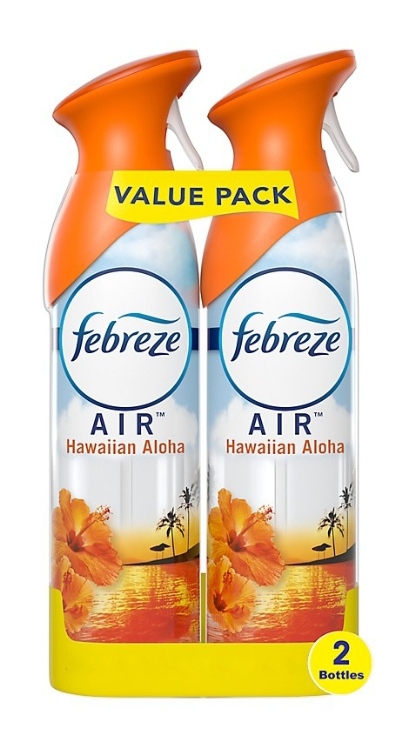 VALUE PACK
febreze
AIR™
Hawaiian Aloha
febreze
AIR™
Hawaiian Aloha
2
Bottles